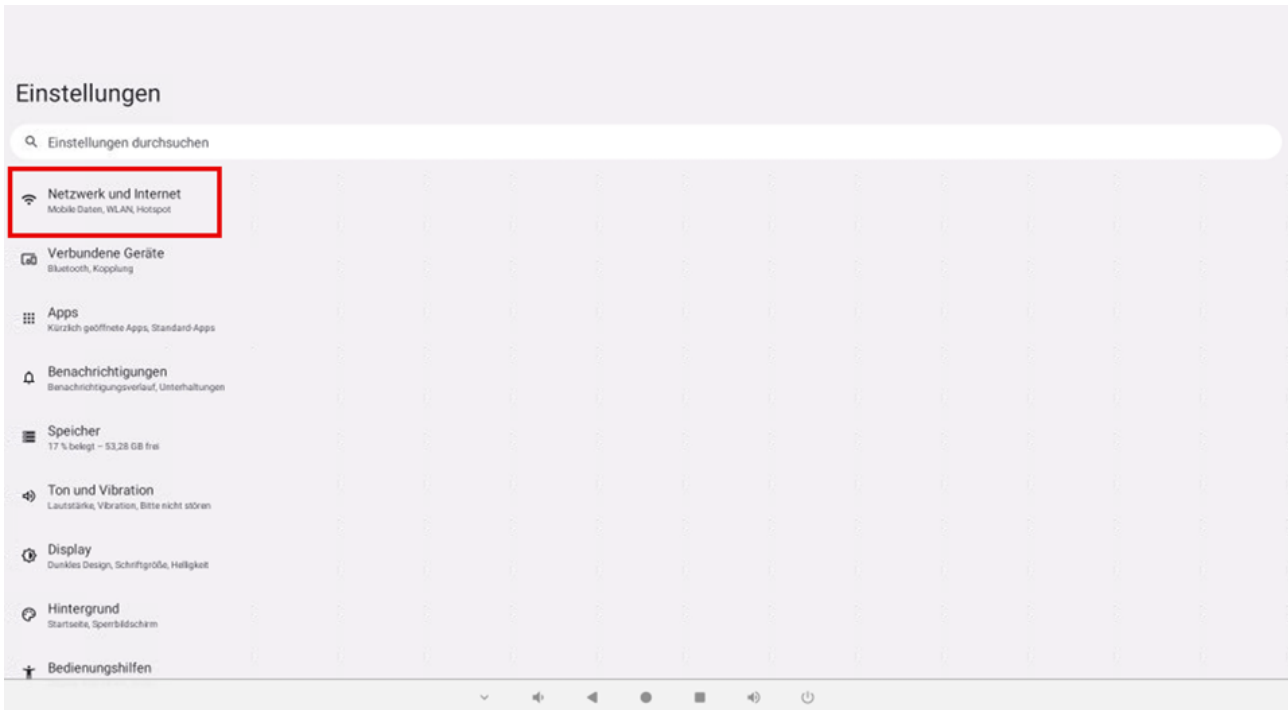 Einstellungen
Einstellungen durchsuchen
Netzwerk und Internet
Mobile Daten, WLAN, Hotspot
Verbundene Geräte
Bluetooth, Kopplung
Apps
Kürzlich geöffnete Apps, Standard-Apps
Benachrichtigungen
Benachrichtigungsverlauf, Unterhaltungen
Speicher
17 % belegt – 53,28 GB frei
Ton und Vibration
Lautstärke, Vibration, Bitte nicht stören
Display
Dunkles Design, Schriftgröße, Helligkeit
Hintergrund
Startseite, Sperrbildschirm
Bedienungshilfen